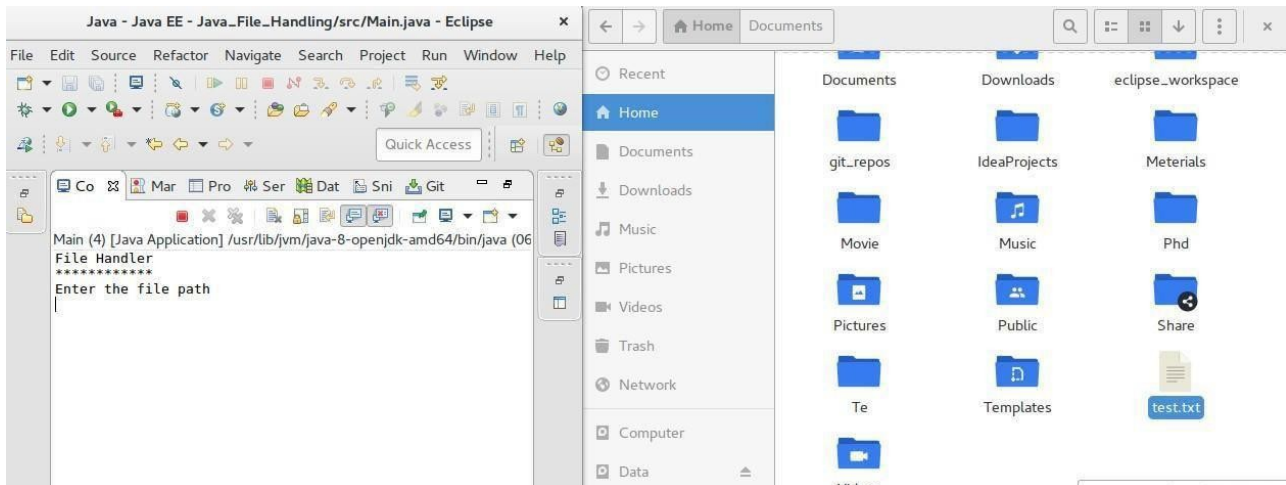 Java - Java EE - Java_File_Handling/src/Main.java - Eclipse
File Edit Source Refactor Navigate Search Project Run Window Help
Quick Access
Co Mar Pro Ser Dat Sni Git
Main (4) [Java Application] /usr/lib/jvm/java-8-openjdk-amd64/bin/java (06
File Handler
************
Enter the file path
Home Documents
Recent
Home
Documents
Downloads
Music
Pictures
Videos
Trash
Network
Computer
Data
Documents Downloads eclipse_workspace
git_repos IdeaProjects Meterials
Movie Music Phd
Pictures Public Share
Te Templates test.txt